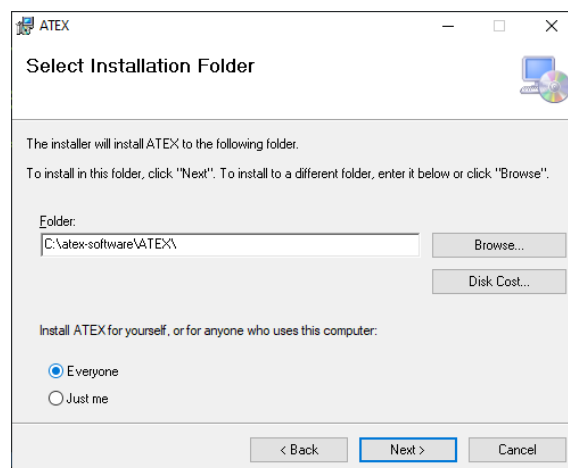 ATEX
Select Installation Folder
The installer will install ATEX to the following folder.
To install in this folder, click "Next". To install to a different folder, enter it below or click "Browse".
Folder:
C:\atex-software\ATEX\
Browse...
Disk Cost...
Install ATEX for yourself, or for anyone who uses this computer:
Everyone
Just me
< Back
Next >
Cancel